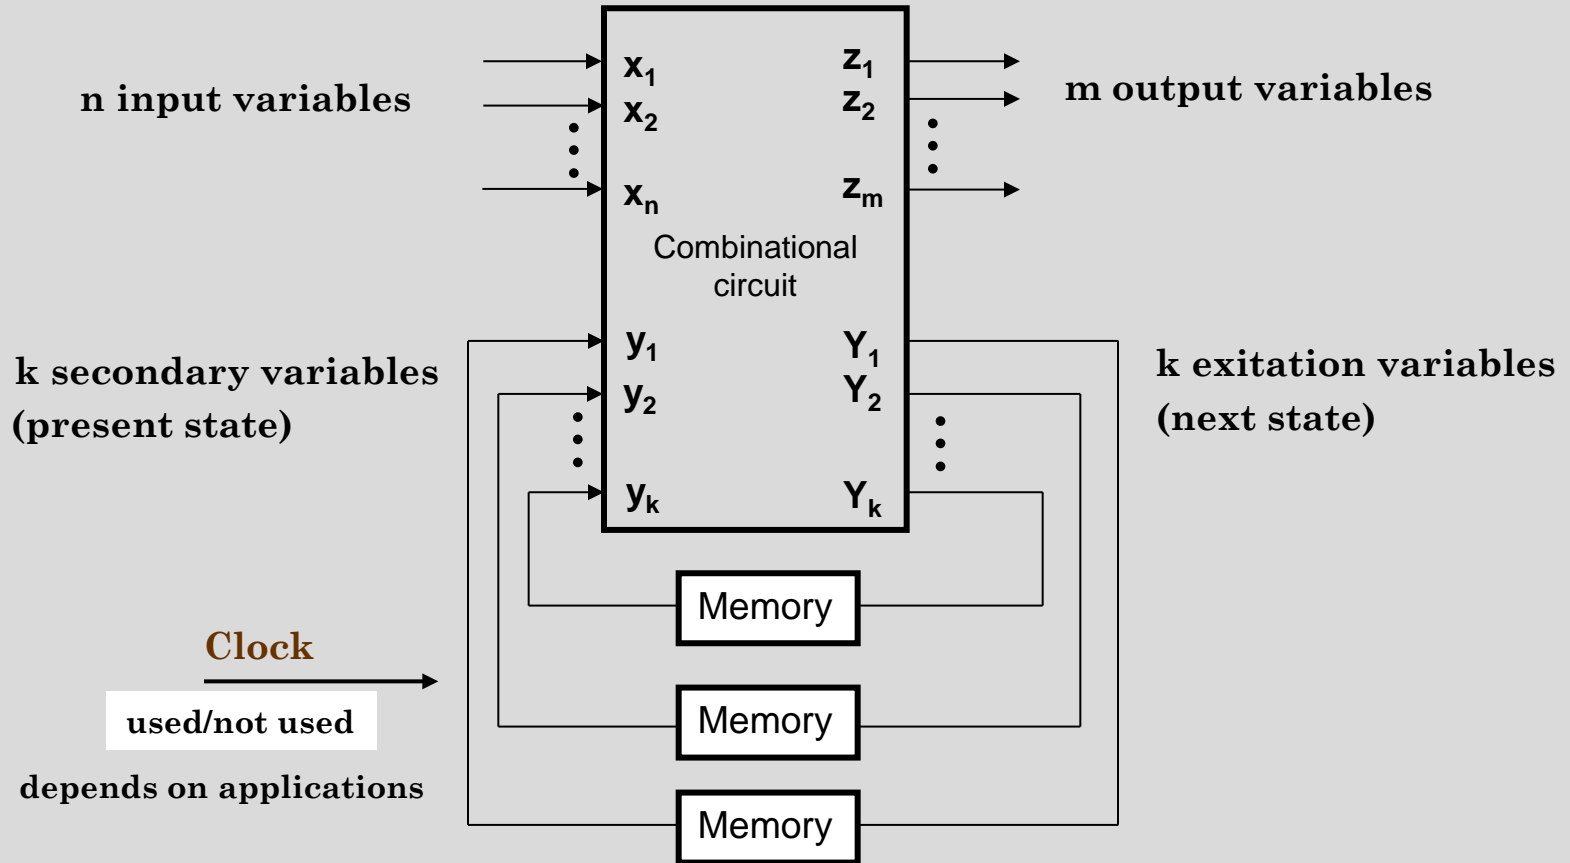 n input variables
x₁
x₂
xₙ
z₁
z₂
zₘ
m output variables
Combinational
circuit
k secondary variables
(present state)
y₁
y₂
yₖ
Y₁
Y₂
Yₖ
k exitation variables
(next state)
Memory
Clock
used/not used
depends on applications
Memory
Memory